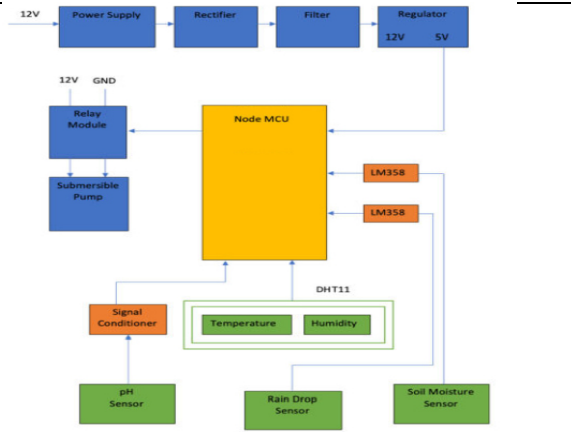 12V
Power Supply
Rectifier
Filter
Regulator
12V 5V
12V GND
Relay
Module
Node MCU
LM358
Submersible
Pump
LM358
DHT11
Signal
Conditioner
Temperature
Humidity
pH
Sensor
Rain Drop
Sensor
Soil Moisture
Sensor